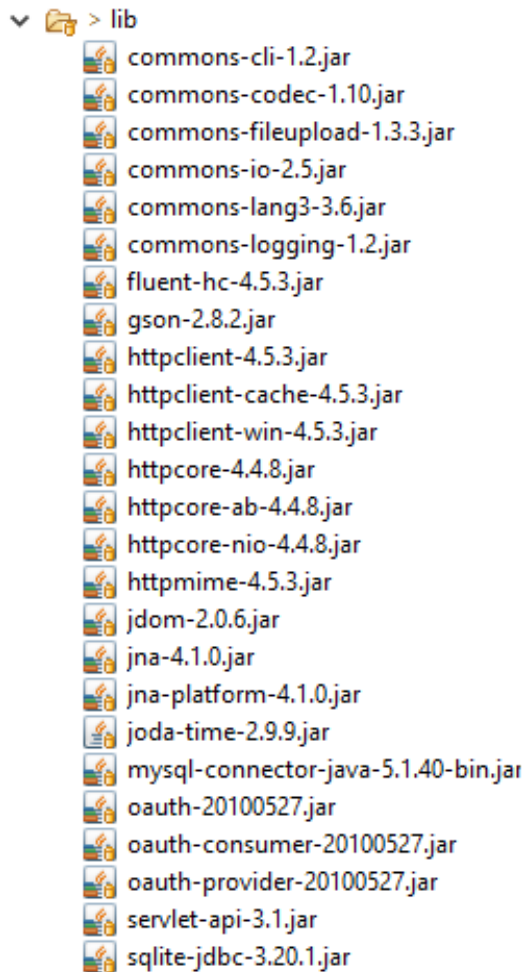 > lib
commons-cli-1.2.jar
commons-codec-1.10.jar
commons-fileupload-1.3.3.jar
commons-io-2.5.jar
commons-lang3-3.6.jar
commons-logging-1.2.jar
fluent-hc-4.5.3.jar
gson-2.8.2.jar
httpclient-4.5.3.jar
httpclient-cache-4.5.3.jar
httpclient-win-4.5.3.jar
httpcore-4.4.8.jar
httpcore-ab-4.4.8.jar
httpcore-nio-4.4.8.jar
httpmime-4.5.3.jar
jdom-2.0.6.jar
jna-4.1.0.jar
jna-platform-4.1.0.jar
joda-time-2.9.9.jar
mysql-connector-java-5.1.40-bin.jar
oauth-20100527.jar
oauth-consumer-20100527.jar
oauth-provider-20100527.jar
servlet-api-3.1.jar
sqlite-jdbc-3.20.1.jar